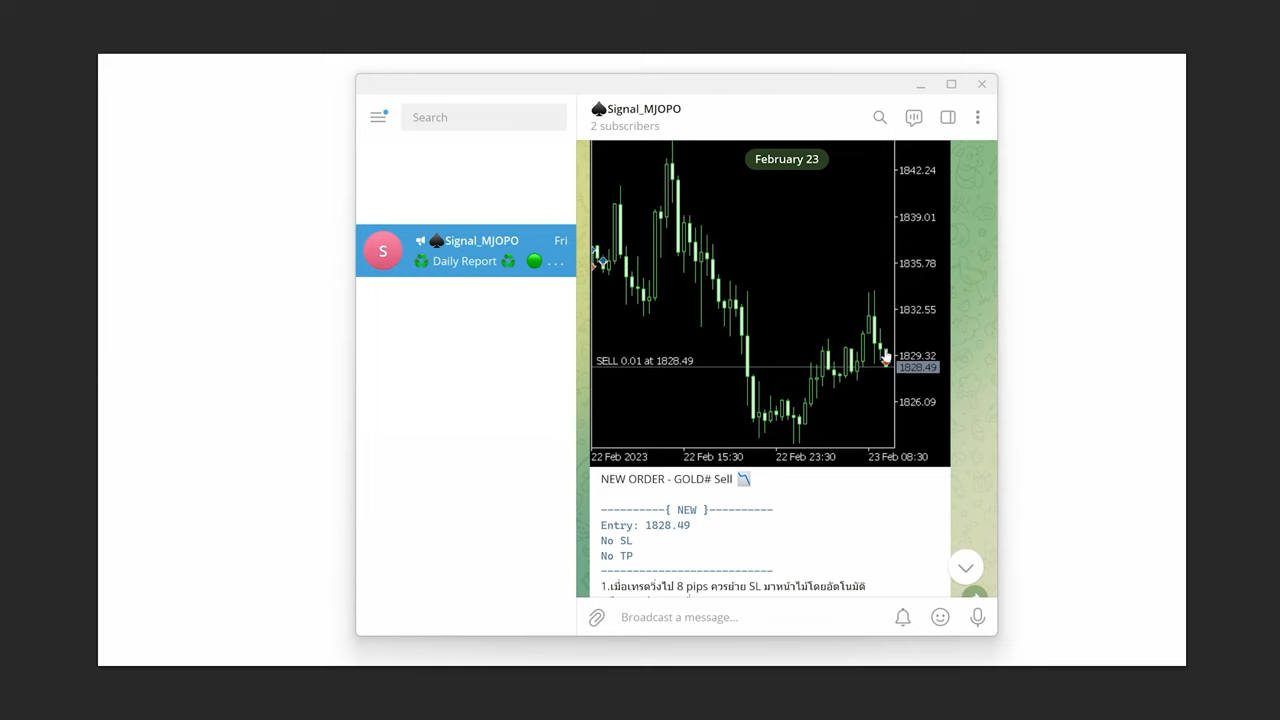 Search
♠Signal_MJOPO
2 subscribers
♠Signal_MJOPO
Fri
♻ Daily Report ♻ 🟢 ...
February 23
1842.24
1839.01
1835.78
1832.55
1829.32
1828.49
1826.09
SELL 0.01 at 1828.49
22 Feb 2023
22 Feb 15:30
22 Feb 23:30
23 Feb 08:30
NEW ORDER - GOLD# Sell 📉
----------{ NEW }----------
Entry: 1828.49
No SL
No TP
---------------------------
1.เมื่อเทรดวิ่งไป 8 pips ควรย้าย SL มาหน้าไม้โดยอัตโนมัติ
Broadcast a message...
S